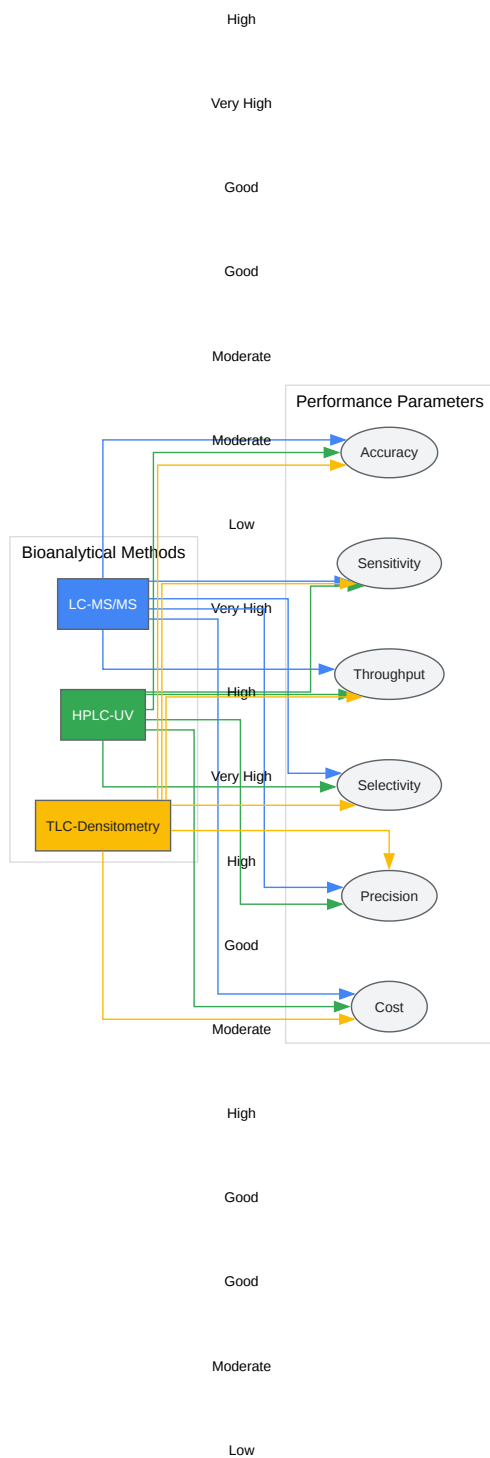 High
Very High
Good
Good
Moderate
Performance Parameters
Moderate
Accuracy
Low
Bioanalytical Methods
Sensitivity
LC-MS/MS
Very High
Throughput
High
HPLC-UV
Very High
Selectivity
TLC-Densitometry
High
Precision
Good
Cost
Moderate
High
Good
Good
Moderate
Low